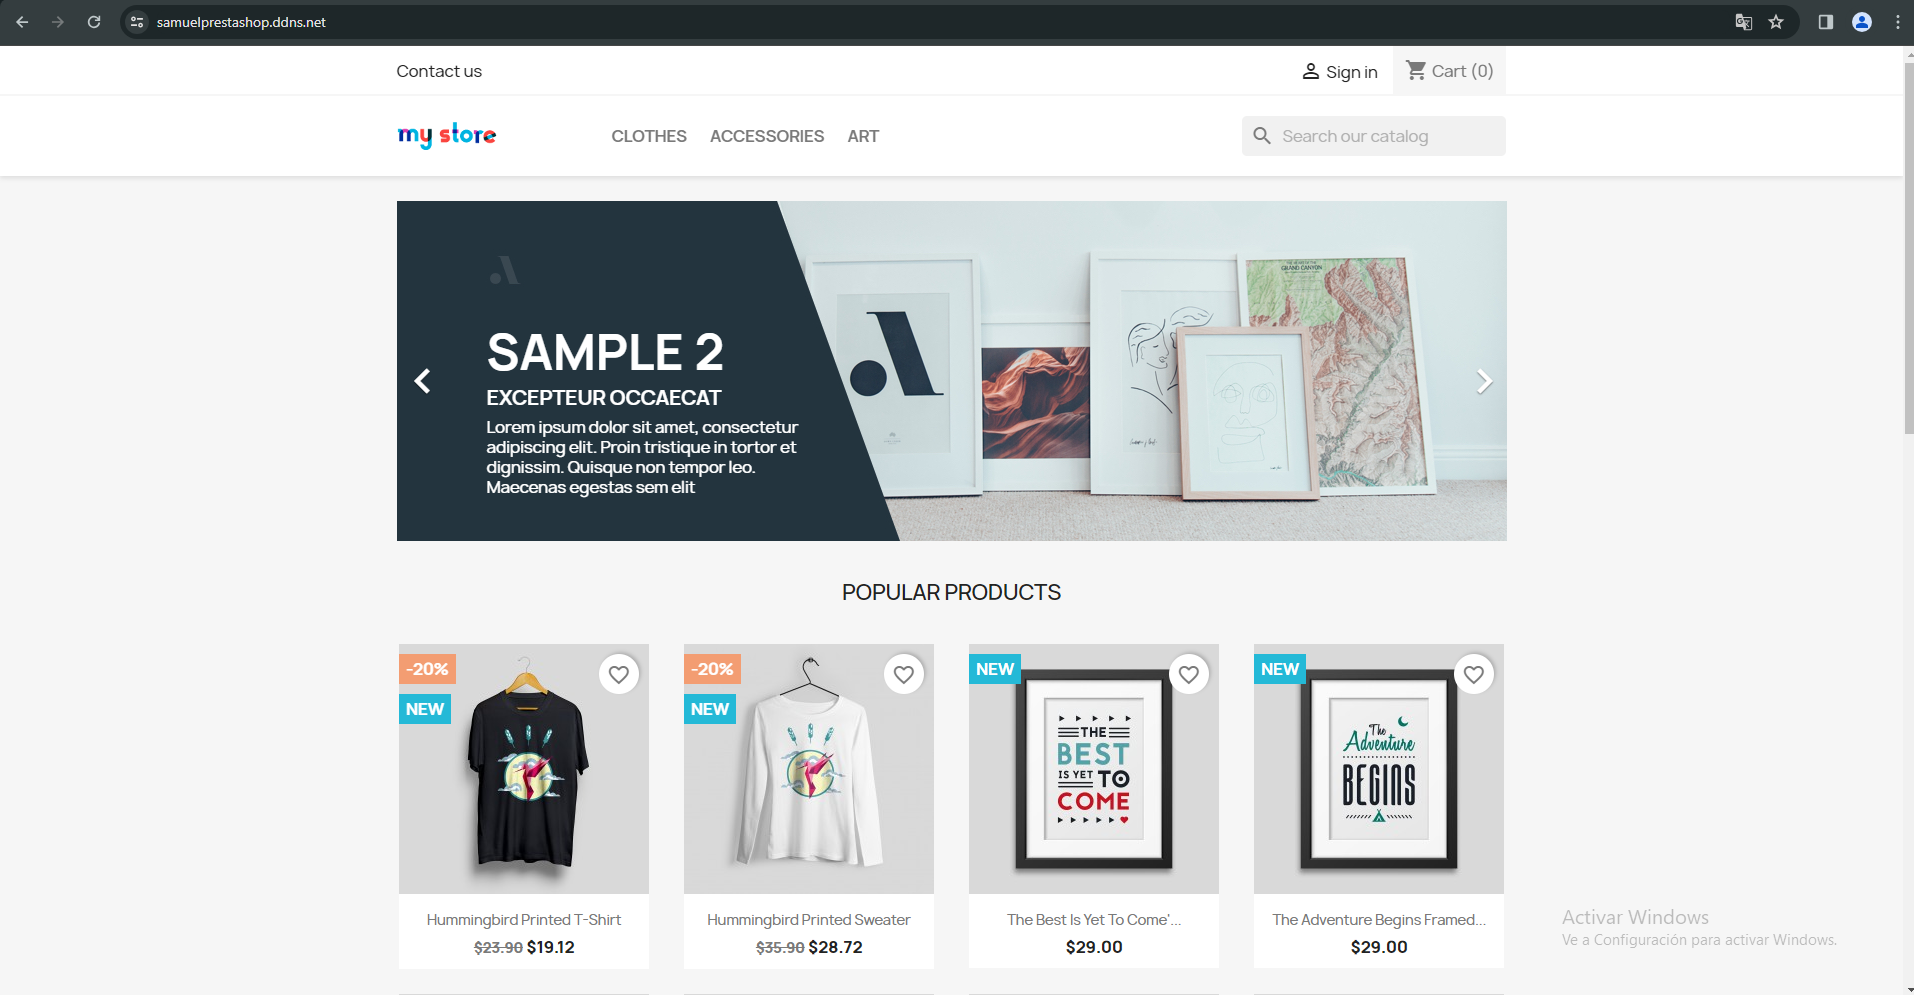 samuelprestashop.ddns.net
Contact us
Sign in
Cart (0)
my store
CLOTHES ACCESSORIES ART
Search our catalog
SAMPLE 2
EXCEPTEUR OCCAECAT
Lorem ipsum dolor sit amet, consectetur
adipiscing elit. Proin tristique in tortor et
dignissim. Quisque non tempor leo.
Maecenas egestas sem elit
GRAND CANYON
POPULAR PRODUCTS
-20%
NEW
Hummingbird Printed T-Shirt
$23.90 $19.12
-20%
NEW
Hummingbird Printed Sweater
$35.90 $28.72
NEW
THE
BEST
IS YET TO
COME
The Best Is Yet To Come'...
$29.00
NEW
The
Adventure
BEGINS
The Adventure Begins Framed...
$29.00
Activar Windows
Ve a Configuración para activar Windows.